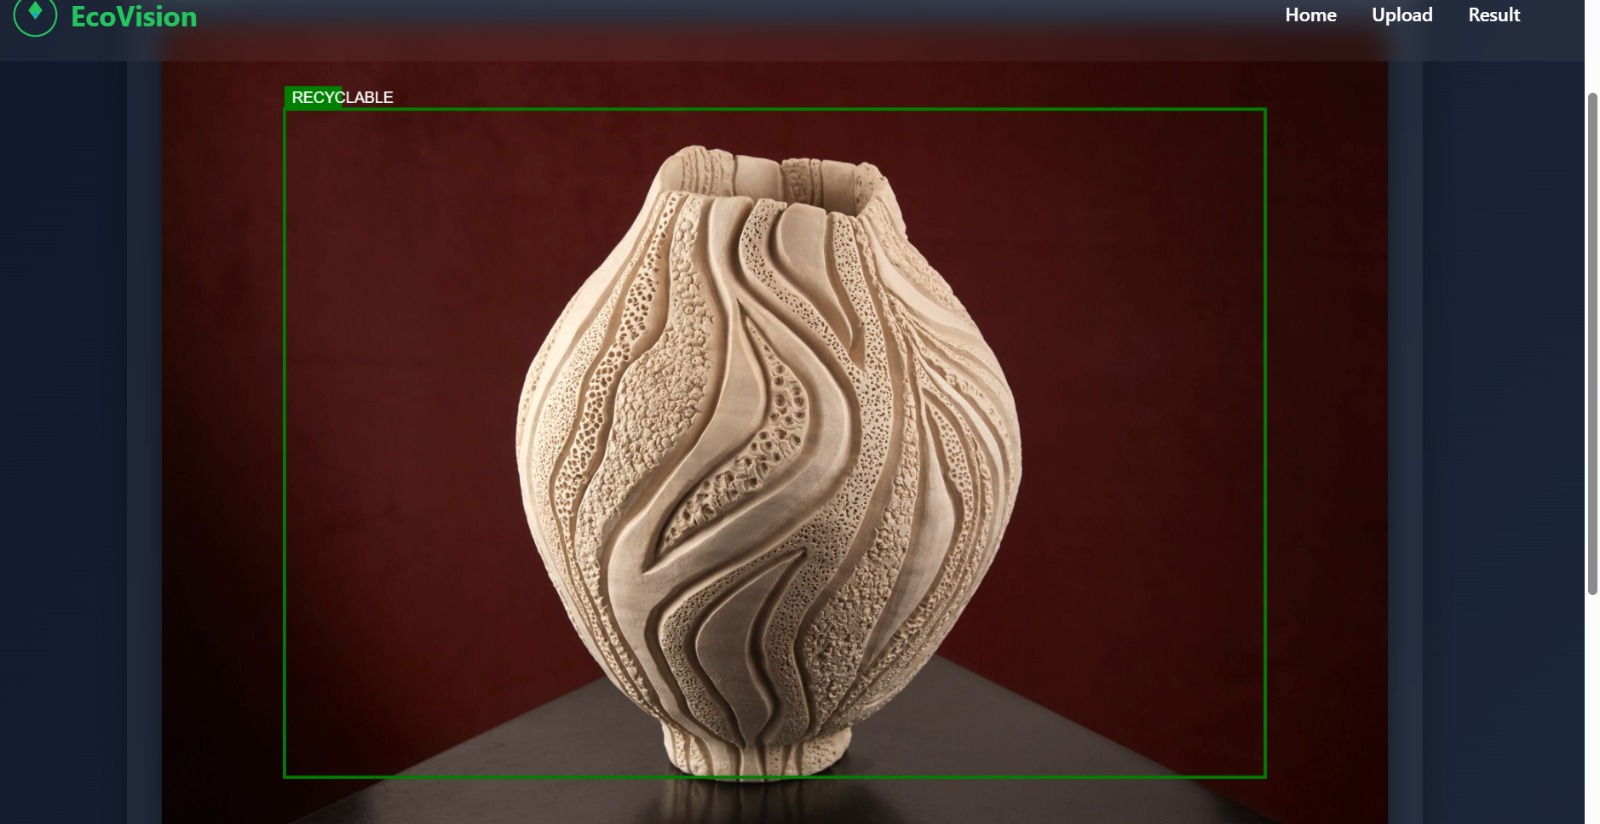 EcoVision
Home Upload Result
RECYCLABLE